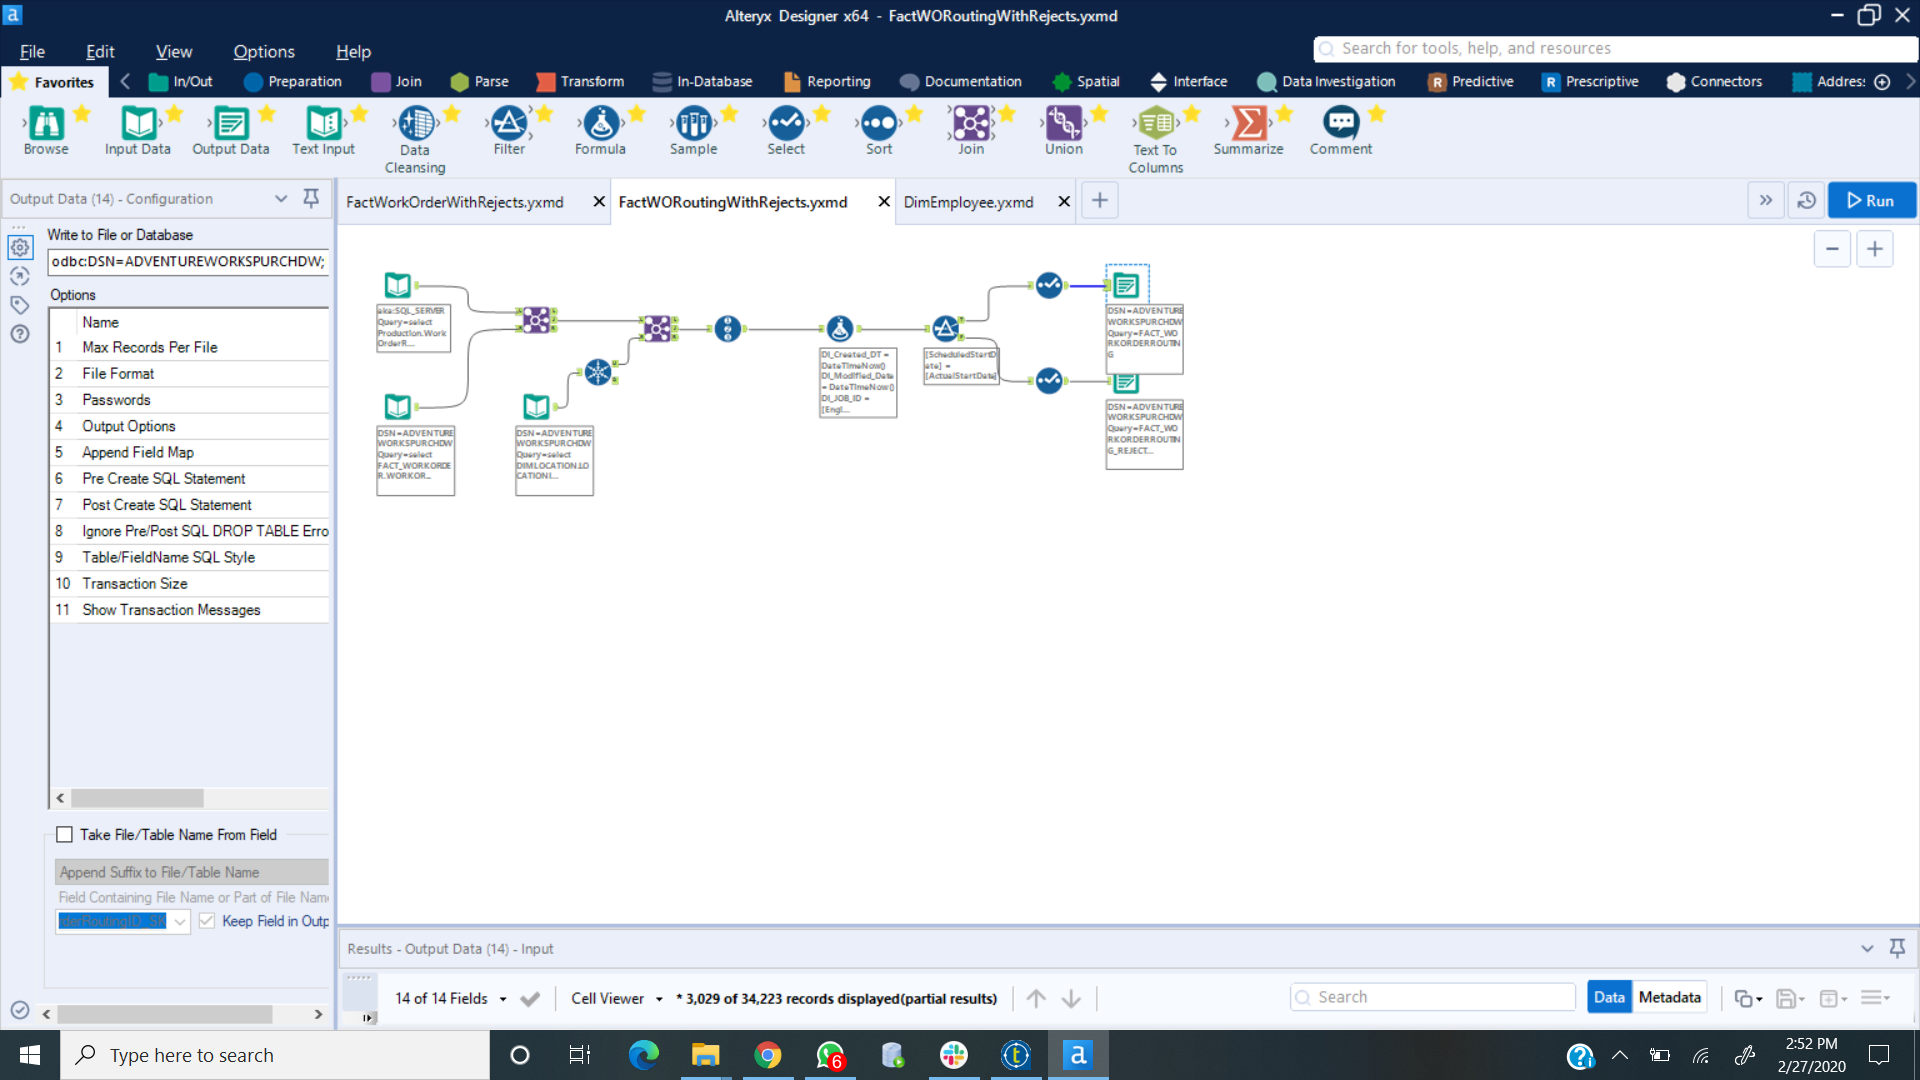 Alteryx Designer x64 - FactWORoutingWithRejects.yxmd
File Edit View Options Help
Search for tools, help, and resources
Favorites In/Out Preparation Join Parse Transform In-Database Reporting Documentation Spatial Interface Data Investigation Predictive Prescriptive Connectors Address
Browse Input Data Output Data Text Input Data Cleansing Filter Formula Sample Select Sort Join Union Text To Columns Summarize Comment
Output Data (14) - Configuration
FactWorkOrderWithRejects.yxmd FactWORoutingWithRejects.yxmd DimEmployee.yxmd
Run
Write to File or Database
odbc:DSN=ADVENTUREWORKSPURCHDW;
Options
Name
1 Max Records Per File
2 File Format
3 Passwords
4 Output Options
5 Append Field Map
6 Pre Create SQL Statement
7 Post Create SQL Statement
8 Ignore Pre/Post SQL DROP TABLE Erro
9 Table/FieldName SQL Style
10 Transaction Size
11 Show Transaction Messages
Take File/Table Name From Field
Append Suffix to File/Table Name
Field Containing File Name or Part of File Name
rderRoutingID_SK
Keep Field in Outp
aka:SQL_SERVER
Query=select
Production.Work
OrderR...
DSN=ADVENTURE
WORKSPURCHDW
Query=select
FACT_WORKORDE
R.WORKOR...
DSN=ADVENTURE
WORKSPURCHDW
Query=select
DIMLOCATION.LO
CATIONI...
DI_Created_DT =
DateTimeNow()
DI_Modified_Date
= DateTimeNow()
DI_JOB_ID =
[Engl...
[ScheduledStartD
ate] =
[ActualStartDate]
DSN=ADVENTURE
WORKSPURCHDW
Query=FACT_WO
RKORDERROUTIN
G
DSN=ADVENTURE
WORKSPURCHDW
Query=FACT_WO
RKORDERROUTIN
G_REJECT...
Results - Output Data (14) - Input
14 of 14 Fields Cell Viewer * 3,029 of 34,223 records displayed(partial results) Search Data Metadata
Type here to search
6
2:52 PM
2/27/2020